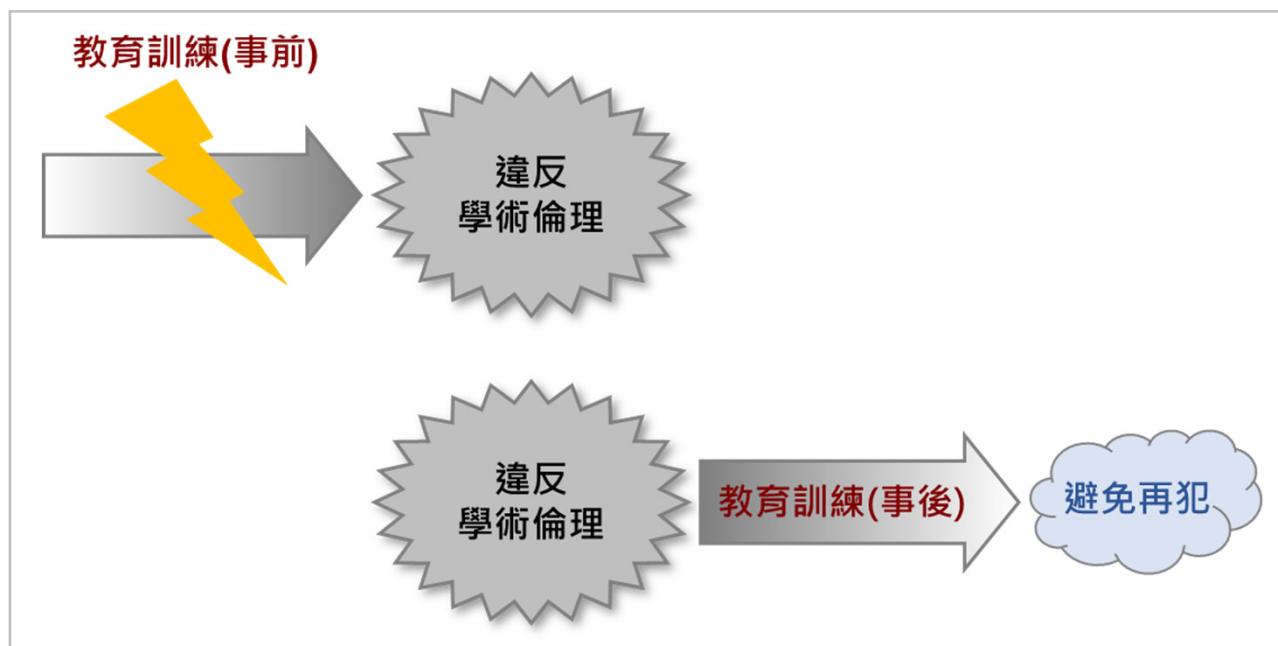 教育訓練(事前)
違反
學術倫理
違反
學術倫理
教育訓練(事後)
避免再犯